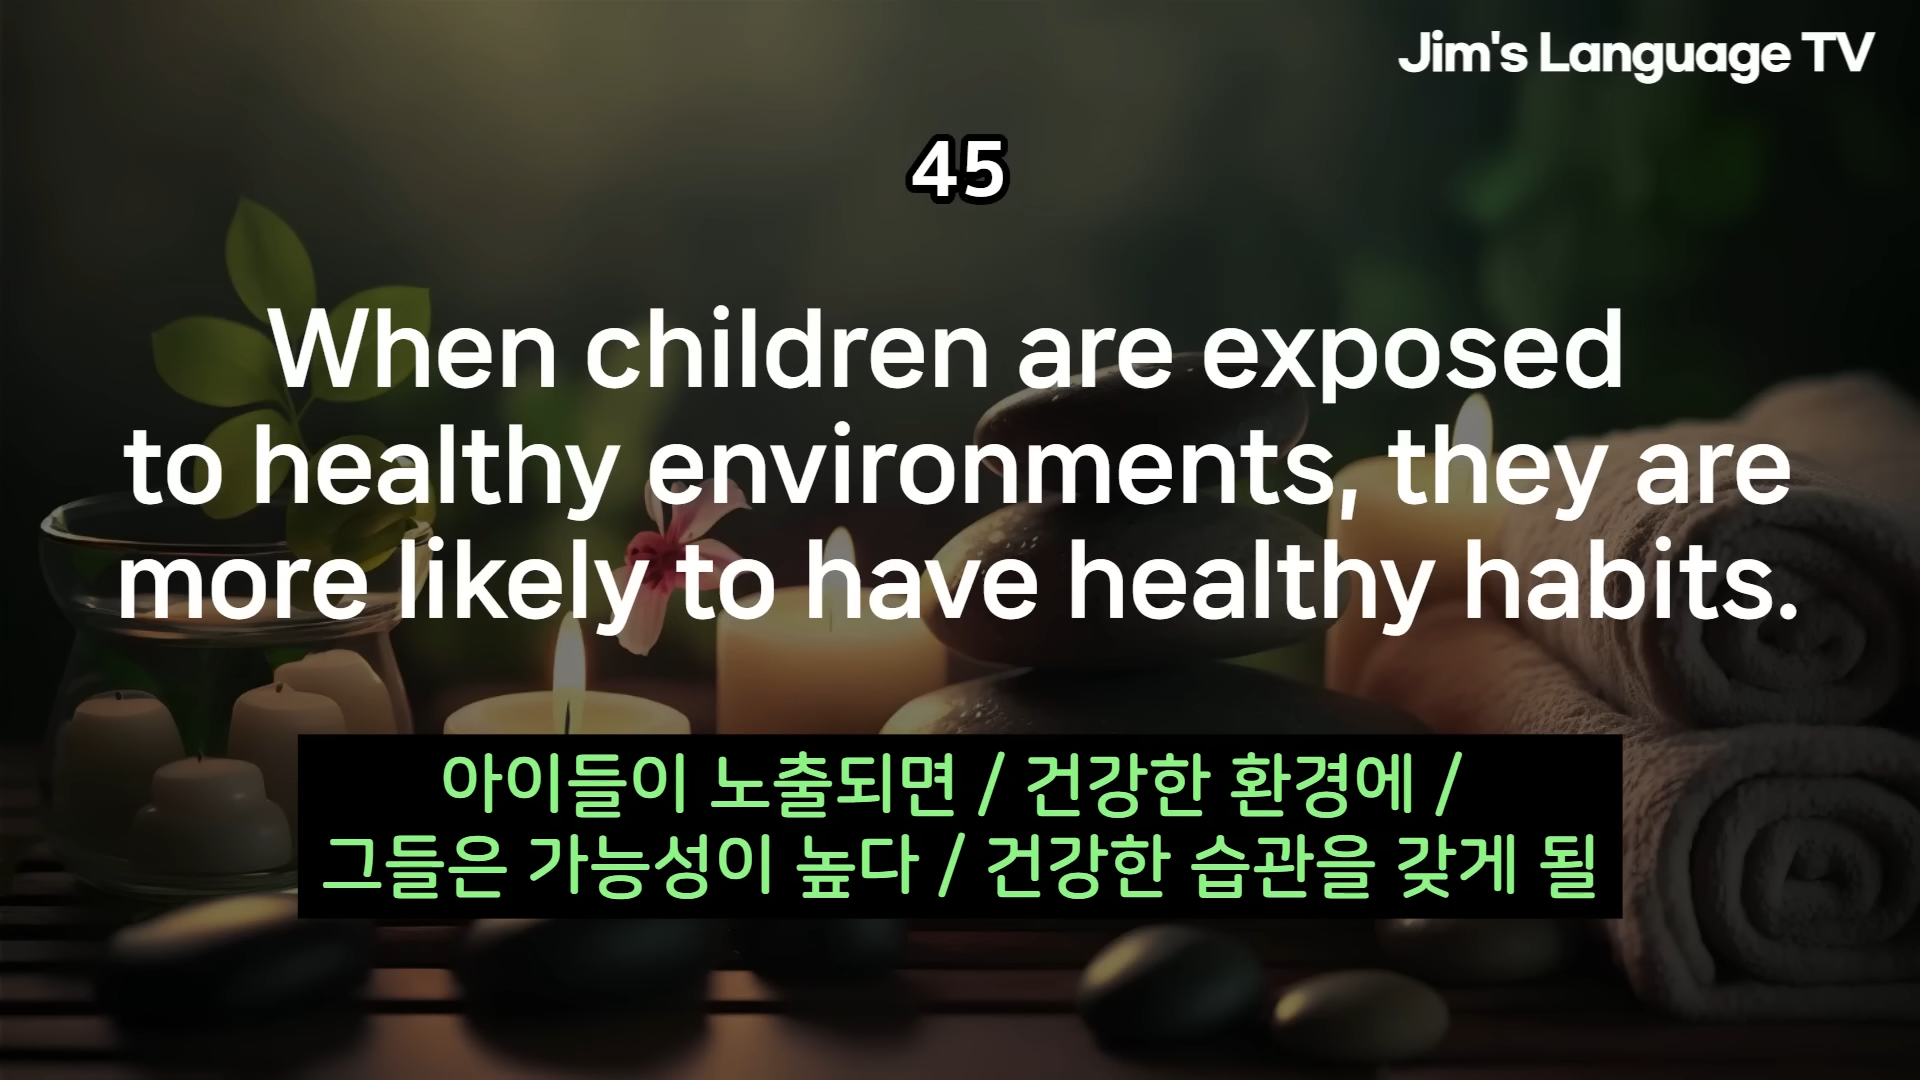 Jim's Language TV
45
When children are exposed
to healthy environments, they are
more likely to have healthy habits.
아이들이 노출되면 / 건강한 환경에 /
그들은 가능성이 높다 / 건강한 습관을 갖게 될